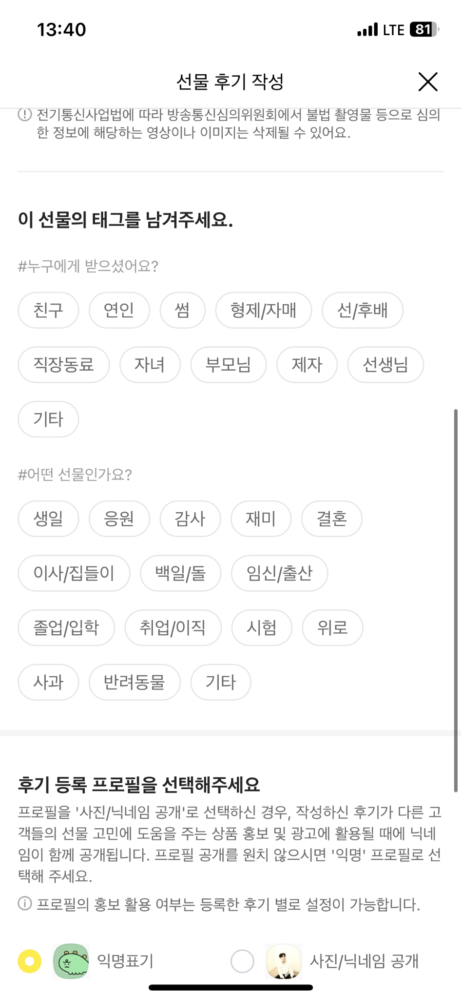 13:40
LTE 81
선물 후기 작성
전기통신사업법에 따라 방송통신심의위원회에서 불법 촬영물 등으로 심의
한 정보에 해당하는 영상이나 이미지는 삭제될 수 있어요.
이 선물의 태그를 남겨주세요.
#누구에게 받으셨어요?
친구 연인 썸 형제/자매 선/후배
직장동료 자녀 부모님 제자 선생님
기타
#어떤 선물인가요?
생일 응원 감사 재미 결혼
이사/집들이 백일/돌 임신/출산
졸업/입학 취업/이직 시험 위로
사과 반려동물 기타
후기 등록 프로필을 선택해주세요
프로필을 '사진/닉네임 공개'로 선택하신 경우, 작성하신 후기가 다른 고
객들의 선물 고민에 도움을 주는 상품 홍보 및 광고에 활용될 때에 닉네
임이 함께 공개됩니다. 프로필 공개를 원치 않으시면 '익명' 프로필로 선
택해 주세요.
프로필의 홍보 활용 여부는 등록한 후기 별로 설정이 가능합니다.
익명표기 사진/닉네임 공개